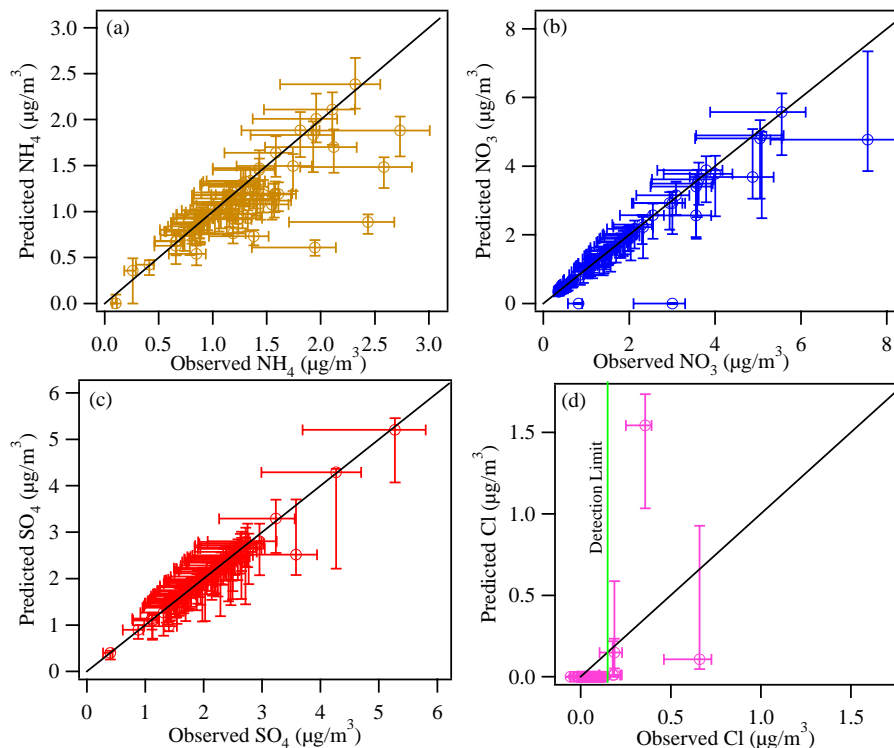 (a)
3.0
2.5
2.0
1.5
1.0
0.5
0.0
Predicted NH4 (μg/m3)
0.0 0.5 1.0 1.5 2.0 2.5 3.0
Observed NH4 (μg/m3)
(b)
8
6
4
2
0
Predicted NO3 (μg/m3)
0 2 4 6 8
Observed NO3 (μg/m3)
(c)
6
5
4
3
2
1
0
Predicted SO4 (μg/m3)
0 1 2 3 4 5 6
Observed SO4 (μg/m3)
(d)
1.5
1.0
0.5
0.0
Predicted Cl (μg/m3)
Detection Limit
0.0 0.5 1.0 1.5
Observed Cl (μg/m3)